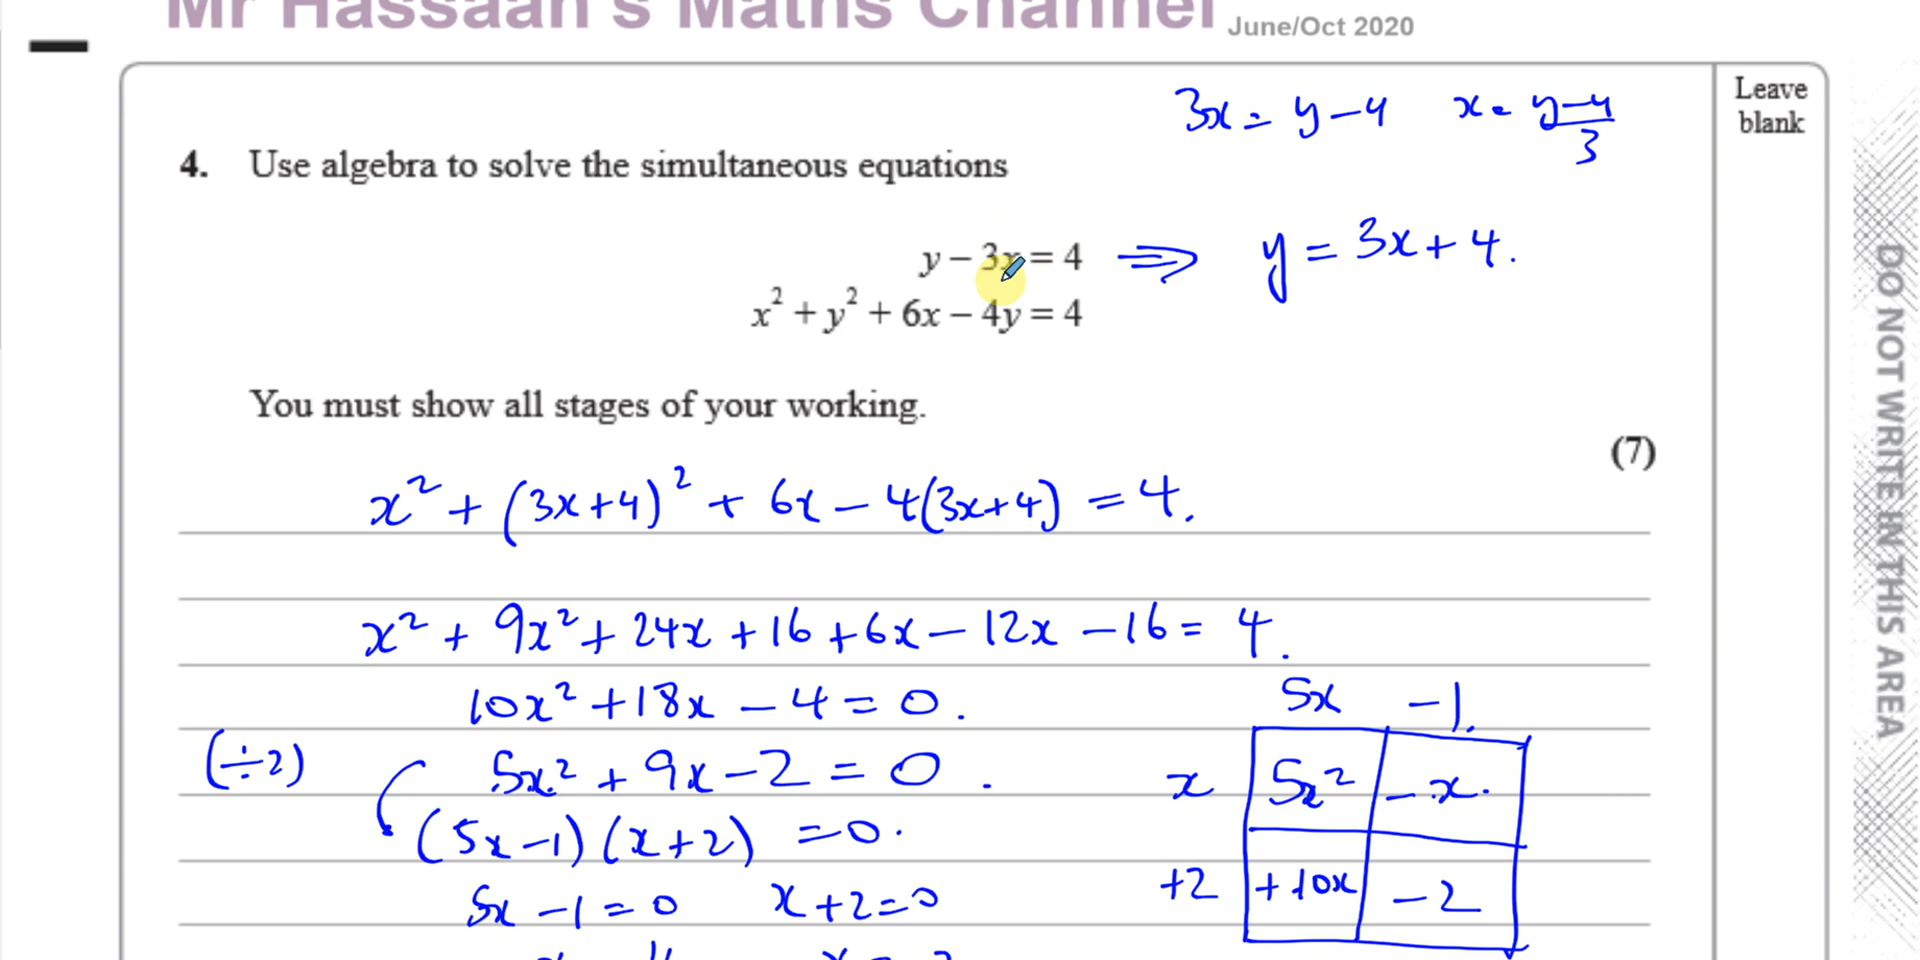 Mr Hassaan's Maths Channel June/Oct 2020
Leave
blank
3x = y - 4   x = y-4/3
4. Use algebra to solve the simultaneous equations
y − 3x = 4 ⇒ y = 3x + 4.
x² + y² + 6x − 4y = 4
You must show all stages of your working.
(7)
x² + (3x+4)² + 6x − 4(3x+4) = 4.
x² + 9x² + 24x + 16 + 6x − 12x − 16 = 4.
10x² + 18x − 4 = 0.
(÷2) 5x² + 9x − 2 = 0.
(5x−1)(x+2) = 0.
5x − 1 = 0   x + 2 = 0
5x −1.
x 5x² −x.
+2 +10x −2
DO NOT WRITE IN THIS AREA